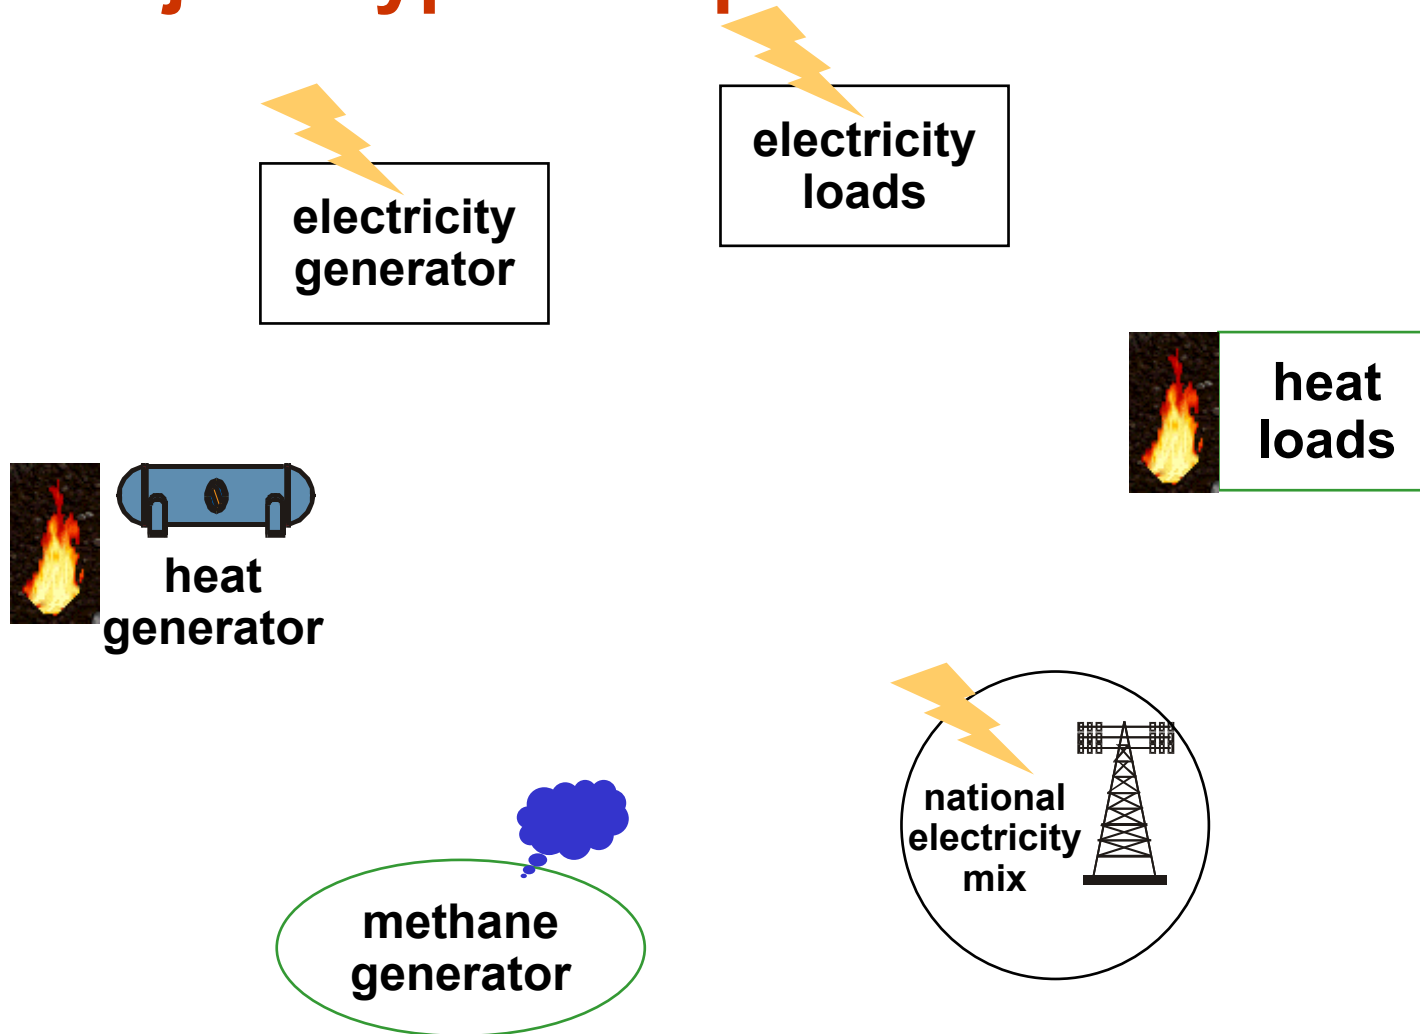 electricity
loads
electricity
generator
heat
loads
heat
generator
national
electricity
mix
methane
generator